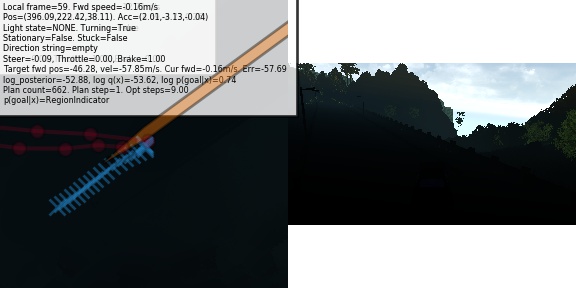 Local frame=59. Fwd speed=-0.16m/s
Pos=(396.09,222.42,38.11). Acc=(2.01,-3.13,-0.04)
Light state=NONE. Turning=True
Stationary=False. Stuck=False
Direction string=empty
Steer=-0.09, Throttle=0.00, Brake=1.00
Target fwd pos=-46.28, vel=-57.85m/s. Cur fwd=-0.16m/s. Err=-57.69
log_posterior=-52.88, log q(x)=-53.62, log p(goal|x)=0.74
Plan count=662. Plan step=1. Opt steps=9.00
p(goal|x)=RegionIndicator